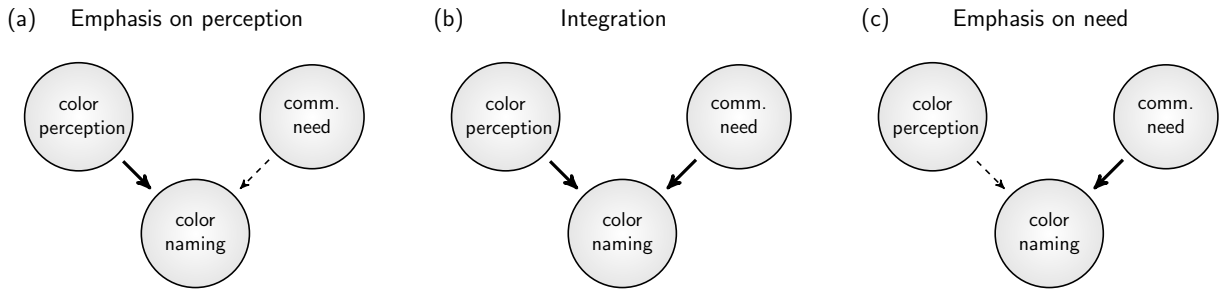 (a) Emphasis on perception
color
perception
comm.
need
color
naming
(b) Integration
color
perception
comm.
need
color
naming
(c) Emphasis on need
color
perception
comm.
need
color
naming